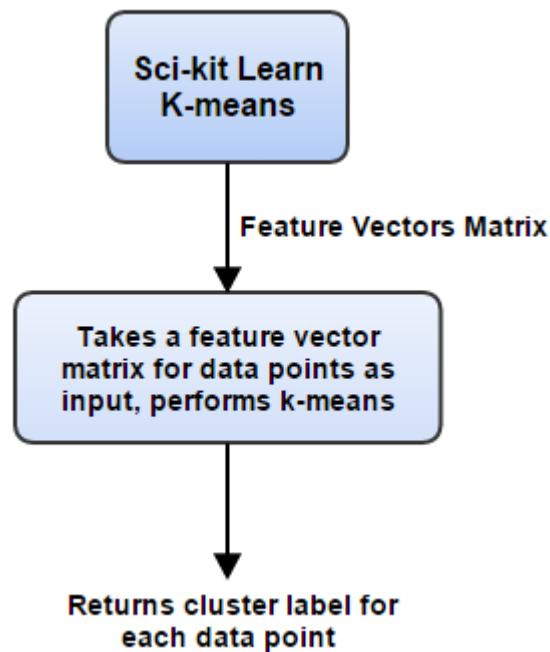 Sci-kit Learn
K-means
Feature Vectors Matrix
Takes a feature vector
matrix for data points as
input, performs k-means
Returns cluster label for
each data point